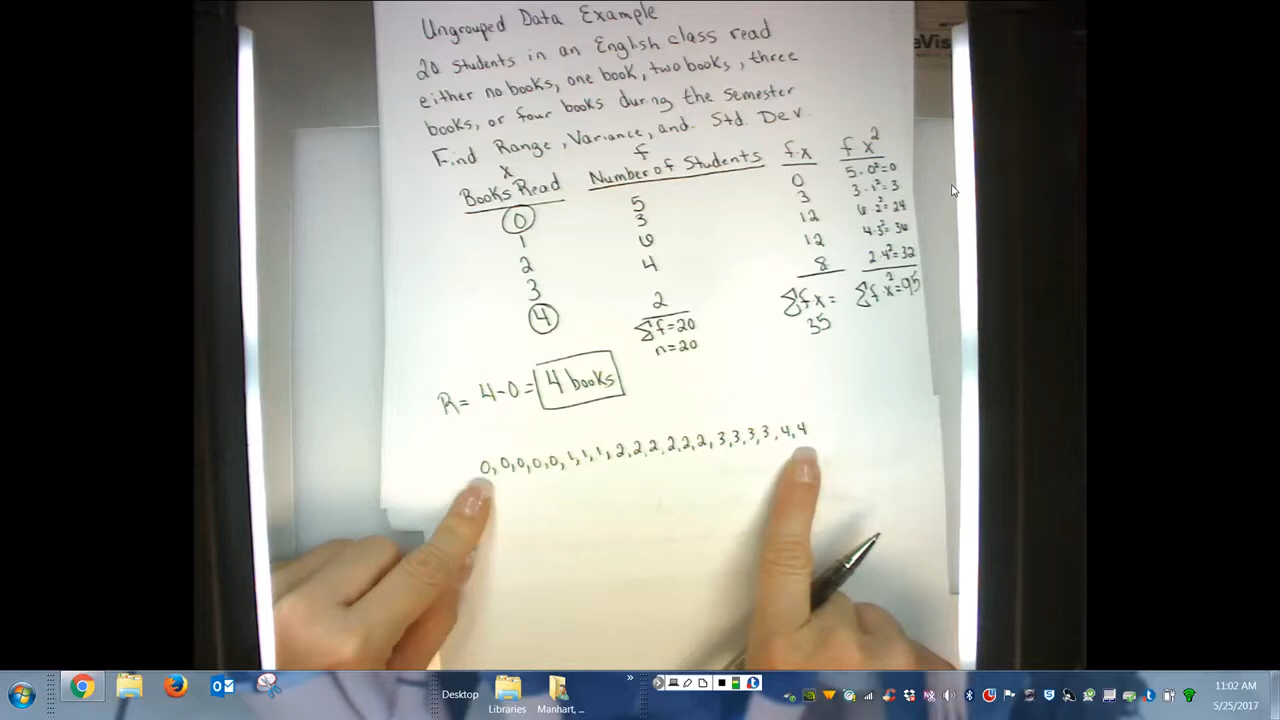 Ungrouped Data Example
20 students in an English class read
either no books, one book, two books, three
books, or four books during the semester
Find Range, Variance, and Std. Dev.
x f f·x f·x²
Books Read Number of Students
0 5 0 5·0²=0
1 3 3 3·1²=3
2 6 12 6·2²=24
3 4 12 4·3²=36
4 2 8 2·4²=32
∑f=20 ∑fx= ∑f·x²=95
n=20 35
R= 4-0= 4 books
0,0,0,0,0,1,1,1,2,2,2,2,2,2,3,3,3,3,4,4
Desktop
Libraries
Manhart, ...
11:02 AM
5/25/2017